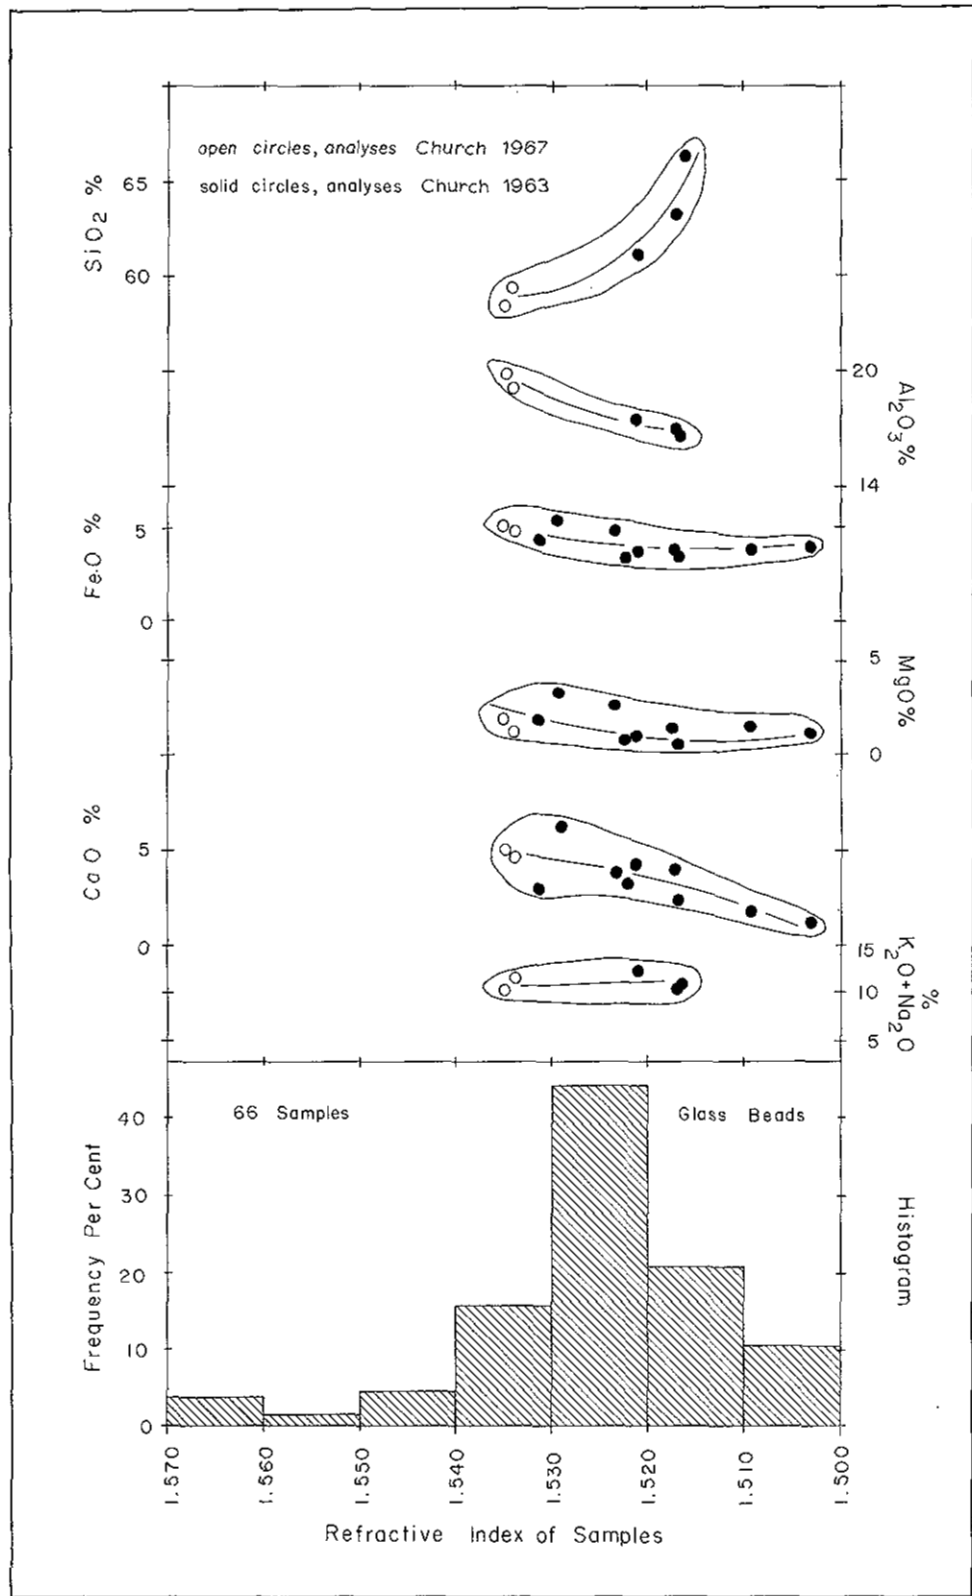 open circles, analyses Church 1967
solid circles, analyses Church 1963
SiO2 %
65
60
20
14
Al2O3%
FeO %
5
0
5
0
MgO%
CaO %
5
0
15
10
5
K2O+Na2O
%
66 Samples
Glass Beads
Frequency Per Cent
40
30
20
10
0
Histogram
1.570
1.560
1.550
1.540
1.530
1.520
1.510
1.500
Refractive Index of Samples